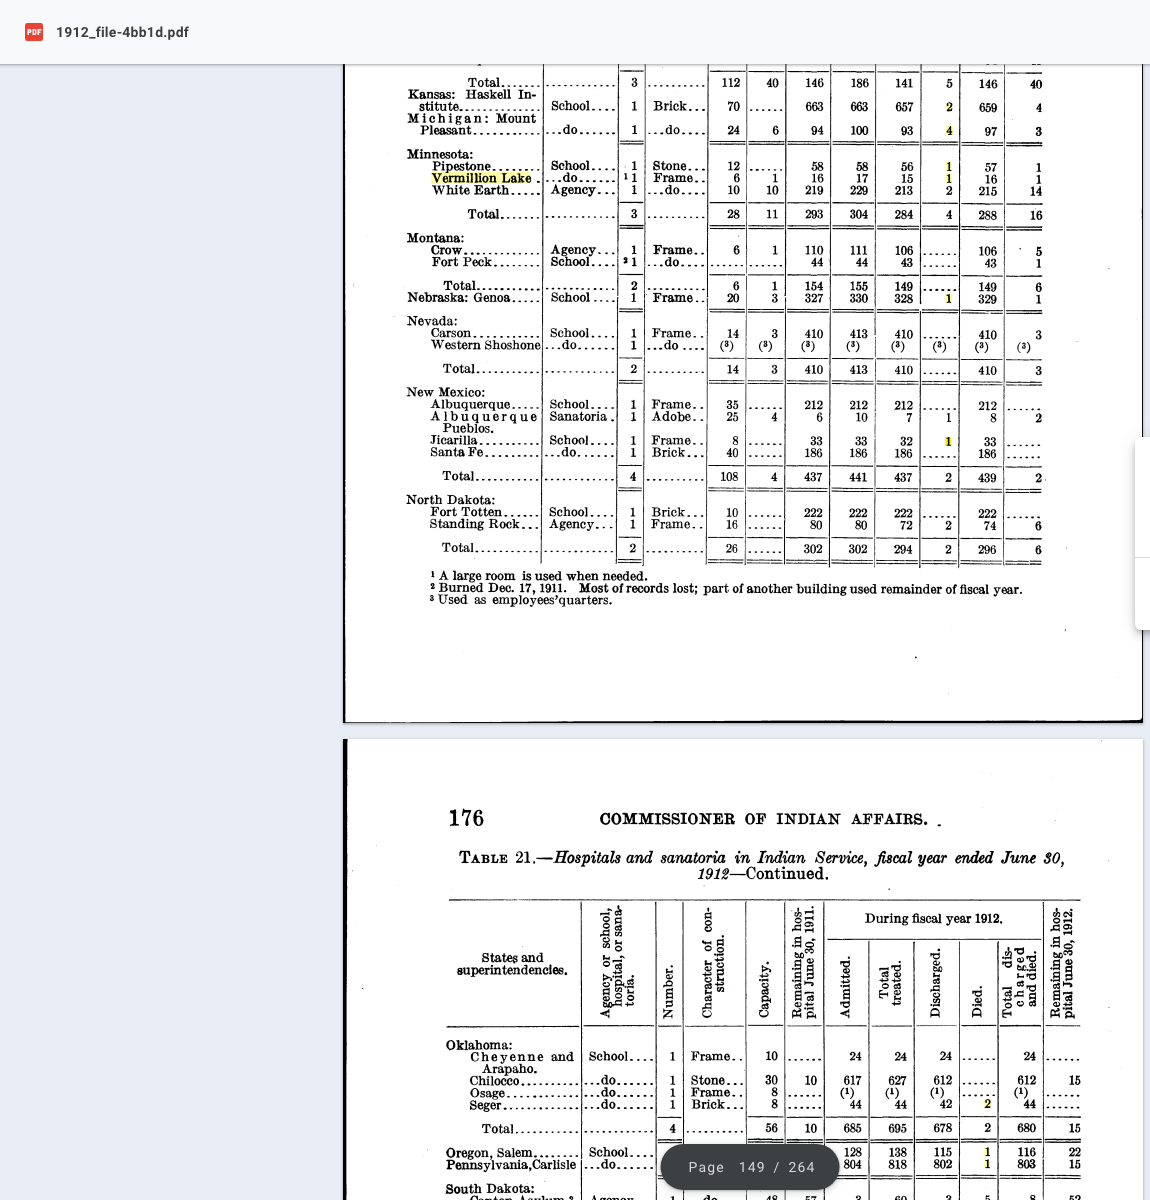 PDF 1912_file-4bb1d.pdf
Total....... ........... 3 .......... 112 40 146 186 141 5 146 40
Kansas: Haskell In-
stitute............. School.... 1 Brick... 70 ...... 663 663 657 2 659 4
Michigan: Mount
Pleasant........... ...do...... 1 ...do.... 24 6 94 100 93 4 97 3
Minnesota:
Pipestone....... School.... 1 Stone... 12 ...... 58 58 56 1 57 1
Vermillion Lake . ...do...... ¹ 1 Frame.. 6 1 16 17 15 1 16 1
White Earth..... Agency... 1 ...do.... 10 10 219 229 213 2 215 14
Total...... ........... 3 .......... 28 11 293 304 284 4 288 16
Montana:
Crow............ Agency... 1 Frame.. 6 1 110 111 106 ...... 106 5
Fort Peck....... School.... ² 1 ...do.... ...... ...... 44 44 43 ...... 43 1
Total.......... ........... 2 .......... 6 1 154 155 149 ...... 149 6
Nebraska: Genoa..... School .... 1 Frame.. 20 3 327 330 328 1 329 1
Nevada:
Carson.......... School.... 1 Frame.. 14 3 410 413 410 ...... 410 3
Western Shoshone ...do...... 1 ...do .... (³) (³) (³) (³) (³) (³) (³) (³)
Total.......... ........... 2 .......... 14 3 410 413 410 ...... 410 3
New Mexico:
Albuquerque..... School.... 1 Frame.. 35 ...... 212 212 212 ...... 212 ......
Albuquerque Sanatoria . 1 Adobe.. 25 4 6 10 7 1 8 2
Pueblos.
Jicarilla......... School.... 1 Frame.. 8 ...... 33 33 32 1 33 ......
Santa Fe......... ...do...... 1 Brick... 40 ...... 186 186 186 ...... 186 ......
Total.......... ........... 4 .......... 108 4 437 441 437 2 439 2
North Dakota:
Fort Totten...... School.... 1 Brick... 10 ...... 222 222 222 ...... 222 ......
Standing Rock... Agency... 1 Frame.. 16 ...... 80 80 72 2 74 6
Total.......... ........... 2 .......... 26 ...... 302 302 294 2 296 6
¹ A large room is used when needed.
² Burned Dec. 17, 1911. Most of records lost; part of another building used remainder of fiscal year.
³ Used as employees' quarters.
176 COMMISSIONER OF INDIAN AFFAIRS.
TABLE 21.—Hospitals and sanatoria in Indian Service, fiscal year ended June 30,
1912—Continued.
States and superintendencies.
Agency or school, hospital, or sanatoria.
Number.
Character of construction.
Capacity.
Remaining in hospital June 30, 1911.
During fiscal year 1912.
Admitted.
Total treated.
Discharged.
Died.
Total discharged and died.
Remaining in hospital June 30, 1912.
Oklahoma:
Cheyenne and School.... 1 Frame.. 10 ...... 24 24 24 ...... 24 ......
Arapaho.
Chilocco.......... ...do...... 1 Stone... 30 10 617 627 612 ...... 612 15
Osage............. ...do...... 1 Frame.. 8 ...... (¹) (¹) (¹) ...... (¹) ......
Seger............. ...do...... 1 Brick... 8 ...... 44 44 42 2 44 ......
Total........... ........... 4 .......... 56 10 685 695 678 2 680 15
Oregon, Salem........ School.... 128 138 115 1 116 22
Pennsylvania, Carlisle ...do...... 804 818 802 1 803 15
South Dakota:
Page 149 / 264